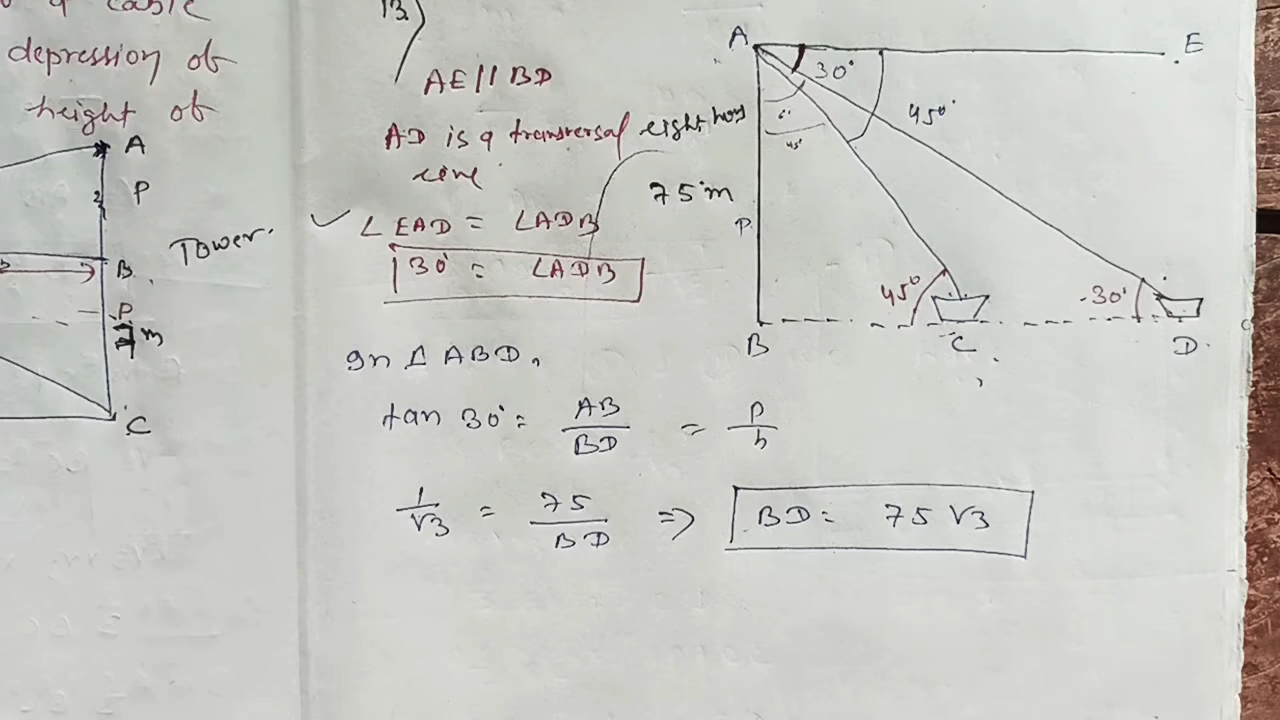 depression of
height of
A
P
Tower.
B.
P
m
C
13)
AE || BD
AD is a transversal
line
∠EAD = ∠ADB
30° = ∠ADB
In Δ ABD,
tan 30° = AB/BD = P/b
1/√3 = 75/BD ⇒ BD = 75√3
A
E
30°
45°
45°
75 m
P
45°
30°
B
C
D.